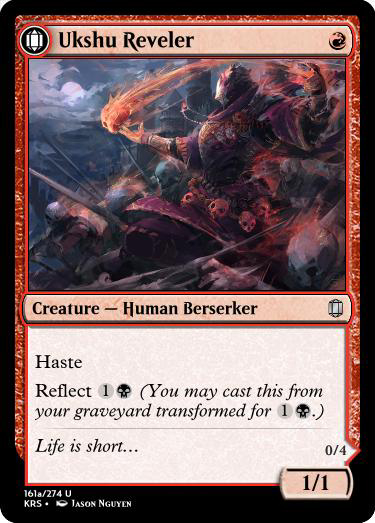 Ukshu Reveler
Creature — Human Berserker
Haste
Reflect 1 (You may cast this from
your graveyard transformed for 1 .)
Life is short…
0/4
1/1
161a/274 U
KRS • Jason Nguyen